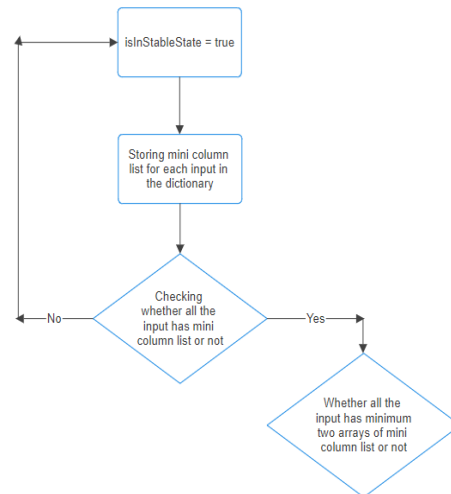 isInStableState = true
Storing mini column
list for each input in
the dictionary
Checking
whether all the
input has mini
column list or not
No
Yes
Whether all the
input has minimum
two arrays of mini
column list or not